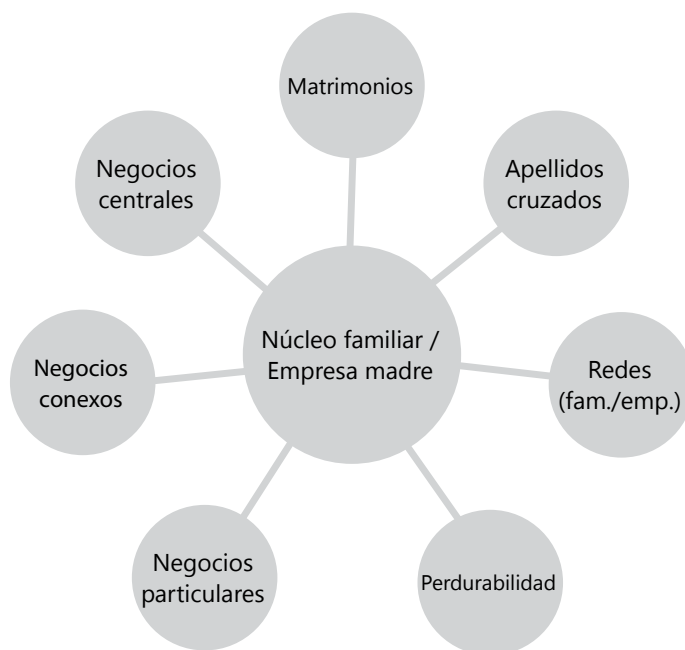 Matrimonios
Negocios
centrales
Apellidos
cruzados
Núcleo familiar /
Empresa madre
Negocios
conexos
Redes
(fam./emp.)
Negocios
particulares
Perdurabilidad